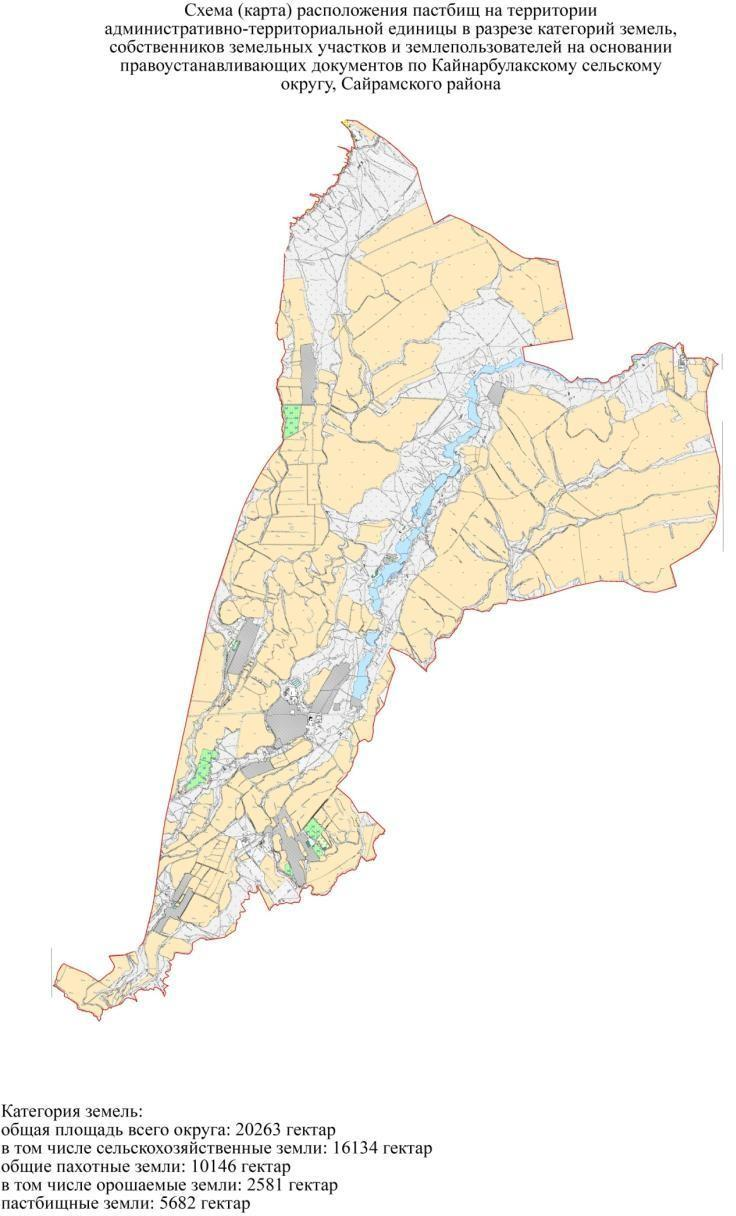 Схема (карта) расположения пастбищ на территории
административно-территориальной единицы в разрезе категорий земель,
собственников земельных участков и землепользователей на основании
правоустанавливающих документов по Кайнарбулакскому сельскому
округу, Сайрамского района
Категория земель:
общая площадь всего округа: 20263 гектар
в том числе сельскохозяйственные земли: 16134 гектар
общие пахотные земли: 10146 гектар
в том числе орошаемые земли: 2581 гектар
пастбищные земли: 5682 гектар